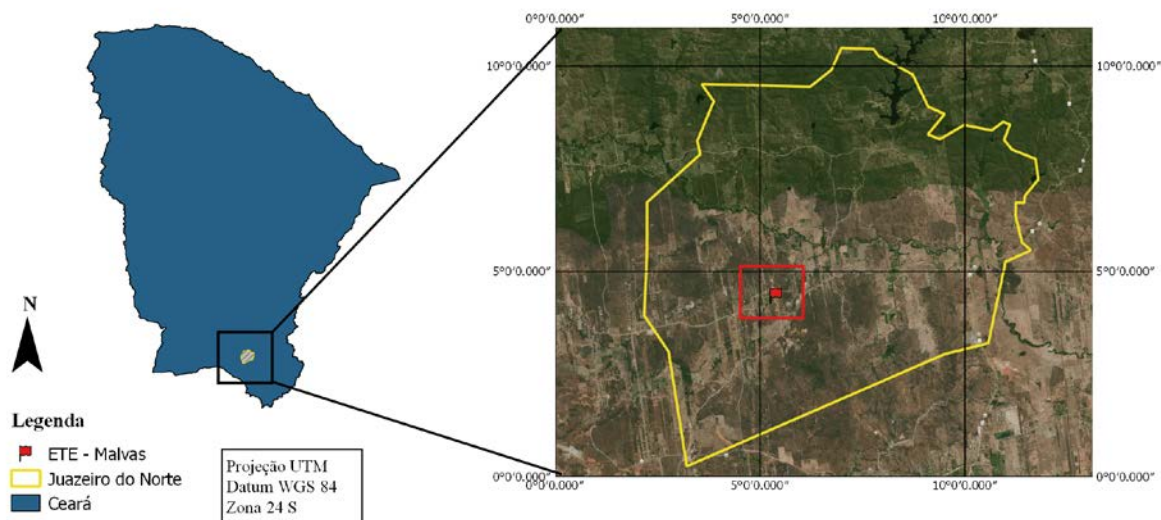 0°0′0.000″ 5°0′0.000″ 10°0′0.000″
10°0′0.000″ 10°0′0.000″
5°0′0.000″ 5°0′0.000″
0°0′0.000″ 0°0′0.000″
0°0′0.000″ 5°0′0.000″ 10°0′0.000″
N
Legenda
ETE - Malvas
Juazeiro do Norte
Ceará
Projeção UTM
Datum WGS 84
Zona 24 S